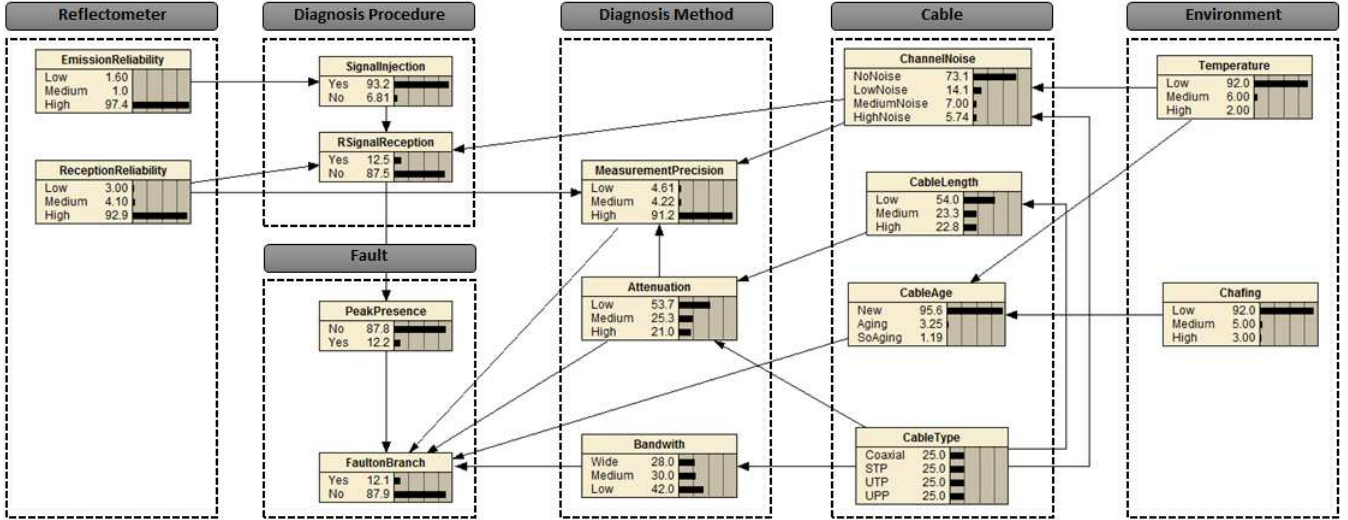 Reflectometer
Diagnosis Procedure
Diagnosis Method
Cable
Environment
EmissionReliability
Low 1.60
Medium 1.0
High 97.4
ReceptionReliability
Low 3.00
Medium 4.10
High 92.9
SignalInjection
Yes 93.2
No 6.81
RSignalReception
Yes 12.5
No 87.5
Fault
PeakPresence
No 87.8
Yes 12.2
FaultonBranch
Yes 12.1
No 87.9
MeasurementPrecision
Low 4.61
Medium 4.22
High 91.2
Attenuation
Low 53.7
Medium 25.3
High 21.0
Bandwith
Wide 28.0
Medium 30.0
Low 42.0
ChannelNoise
NoNoise 73.1
LowNoise 14.1
MediumNoise 7.00
HighNoise 5.74
CableLength
Low 54.0
Medium 23.3
High 22.8
CableAge
New 95.6
Aging 3.25
SoAging 1.19
CableType
Coaxial 25.0
STP 25.0
UTP 25.0
UPP 25.0
Temperature
Low 92.0
Medium 6.00
High 2.00
Chafing
Low 92.0
Medium 5.00
High 3.00